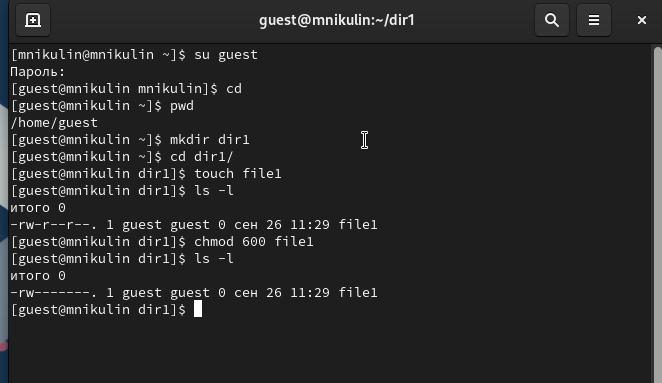 guest@mnikulin:~/dir1
[mnikulin@mnikulin ~]$ su guest
Пароль:
[guest@mnikulin mnikulin]$ cd
[guest@mnikulin ~]$ pwd
/home/guest
[guest@mnikulin ~]$ mkdir dir1
[guest@mnikulin ~]$ cd dir1/
[guest@mnikulin dir1]$ touch file1
[guest@mnikulin dir1]$ ls -l
итого 0
-rw-r--r--. 1 guest guest 0 сен 26 11:29 file1
[guest@mnikulin dir1]$ chmod 600 file1
[guest@mnikulin dir1]$ ls -l
итого 0
-rw-------. 1 guest guest 0 сен 26 11:29 file1
[guest@mnikulin dir1]$